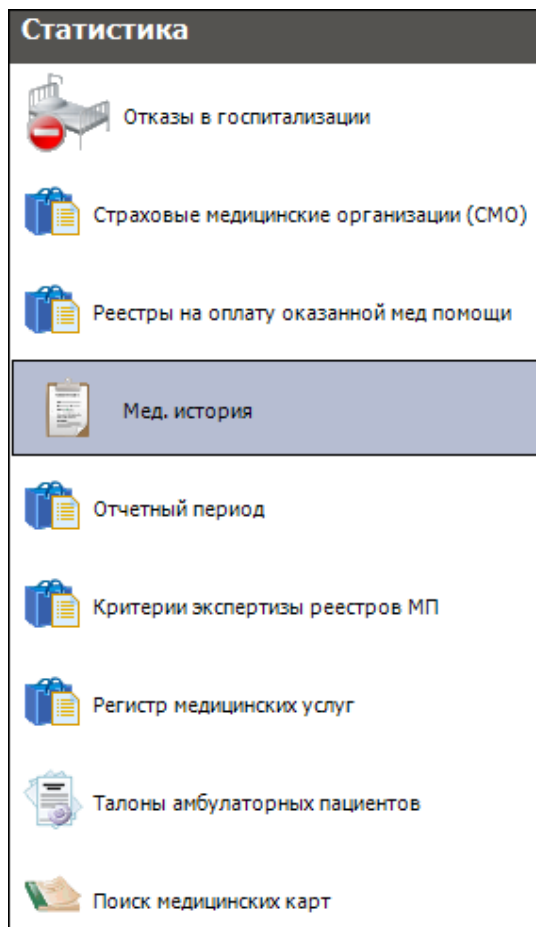 Статистика
Отказы в госпитализации
Страховые медицинские организации (СМО)
Реестры на оплату оказанной мед помощи
Мед. история
Отчетный период
Критерии экспертизы реестров МП
Регистр медицинских услуг
Талоны амбулаторных пациентов
Поиск медицинских карт